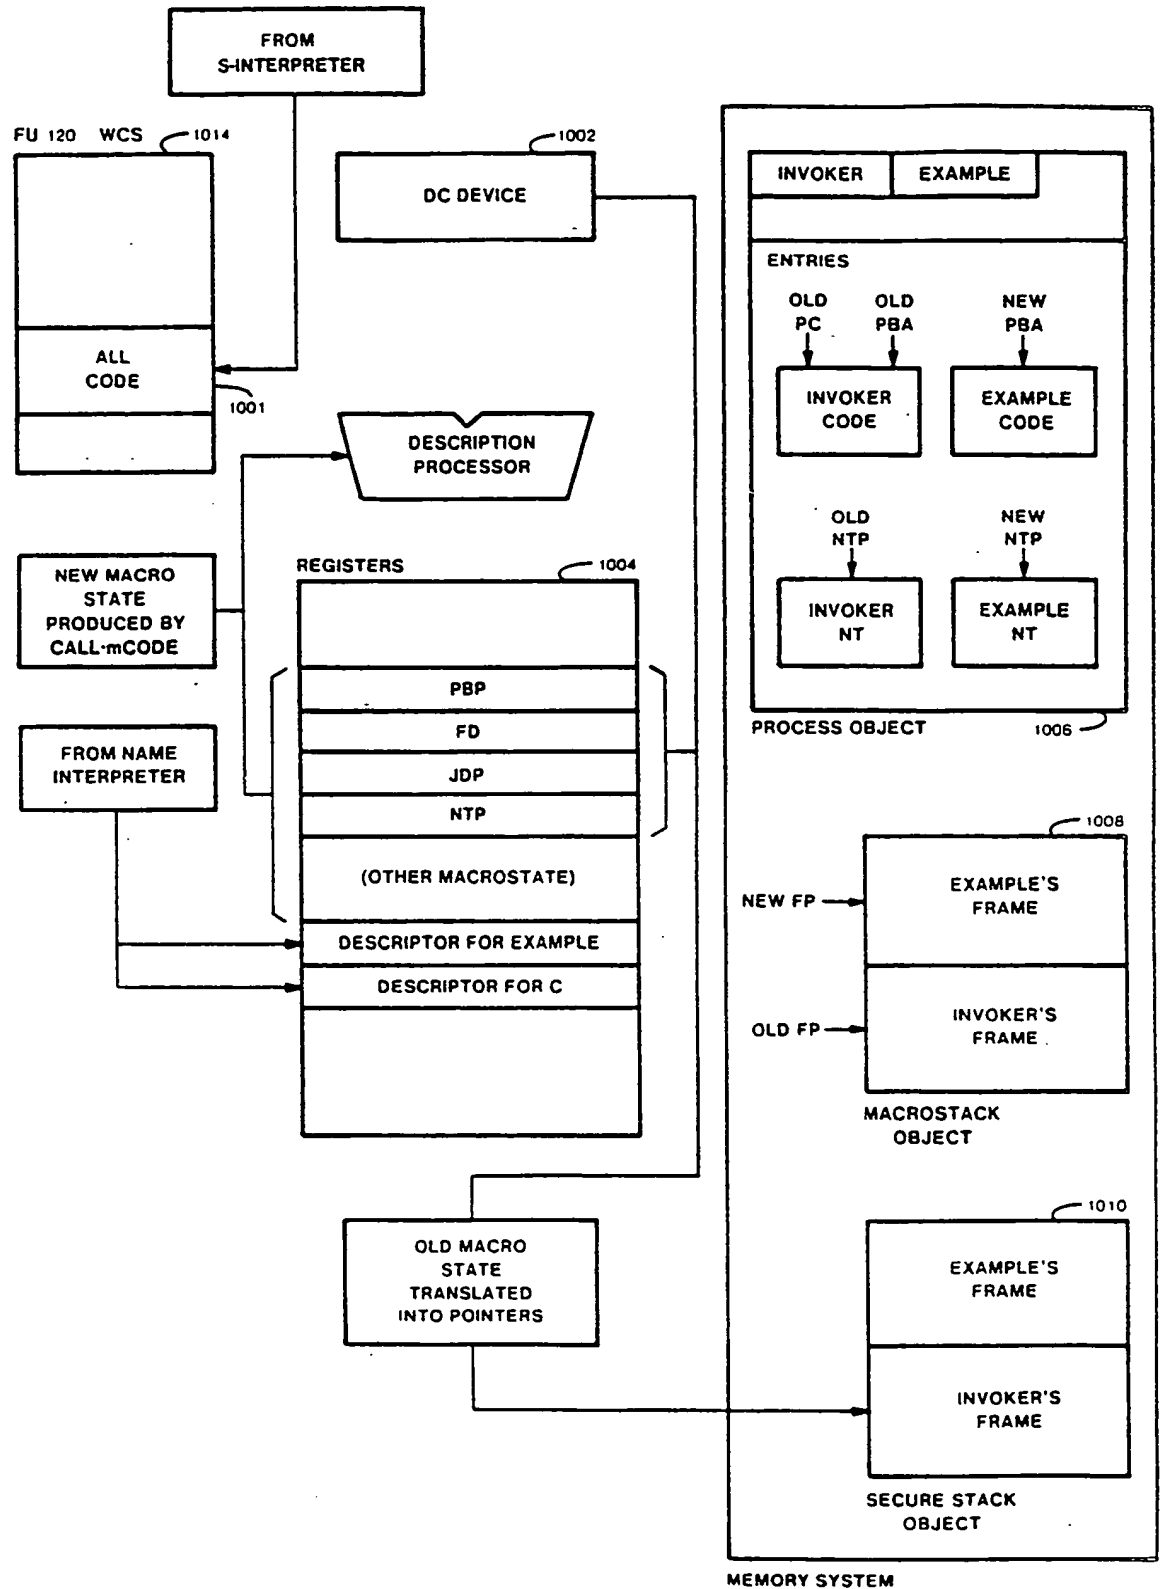 FROM
S-INTERPRETER
FU 120 WCS
1014
1002
DC DEVICE
INVOKER
EXAMPLE
ENTRIES
OLD
PC
OLD
PBA
NEW
PBA
ALL
CODE
1001
INVOKER
CODE
EXAMPLE
CODE
DESCRIPTION
PROCESSOR
OLD
NTP
NEW
NTP
REGISTERS
1004
NEW MACRO
STATE
PRODUCED BY
CALL-mCODE
INVOKER
NT
EXAMPLE
NT
PBP
FD
JDP
NTP
PROCESS OBJECT
1006
FROM NAME
INTERPRETER
(OTHER MACROSTATE)
1008
EXAMPLE'S
FRAME
NEW FP
DESCRIPTOR FOR EXAMPLE
DESCRIPTOR FOR C
OLD FP
INVOKER'S
FRAME
MACROSTACK
OBJECT
1010
OLD MACRO
STATE
TRANSLATED
INTO POINTERS
EXAMPLE'S
FRAME
INVOKER'S
FRAME
SECURE STACK
OBJECT
MEMORY SYSTEM